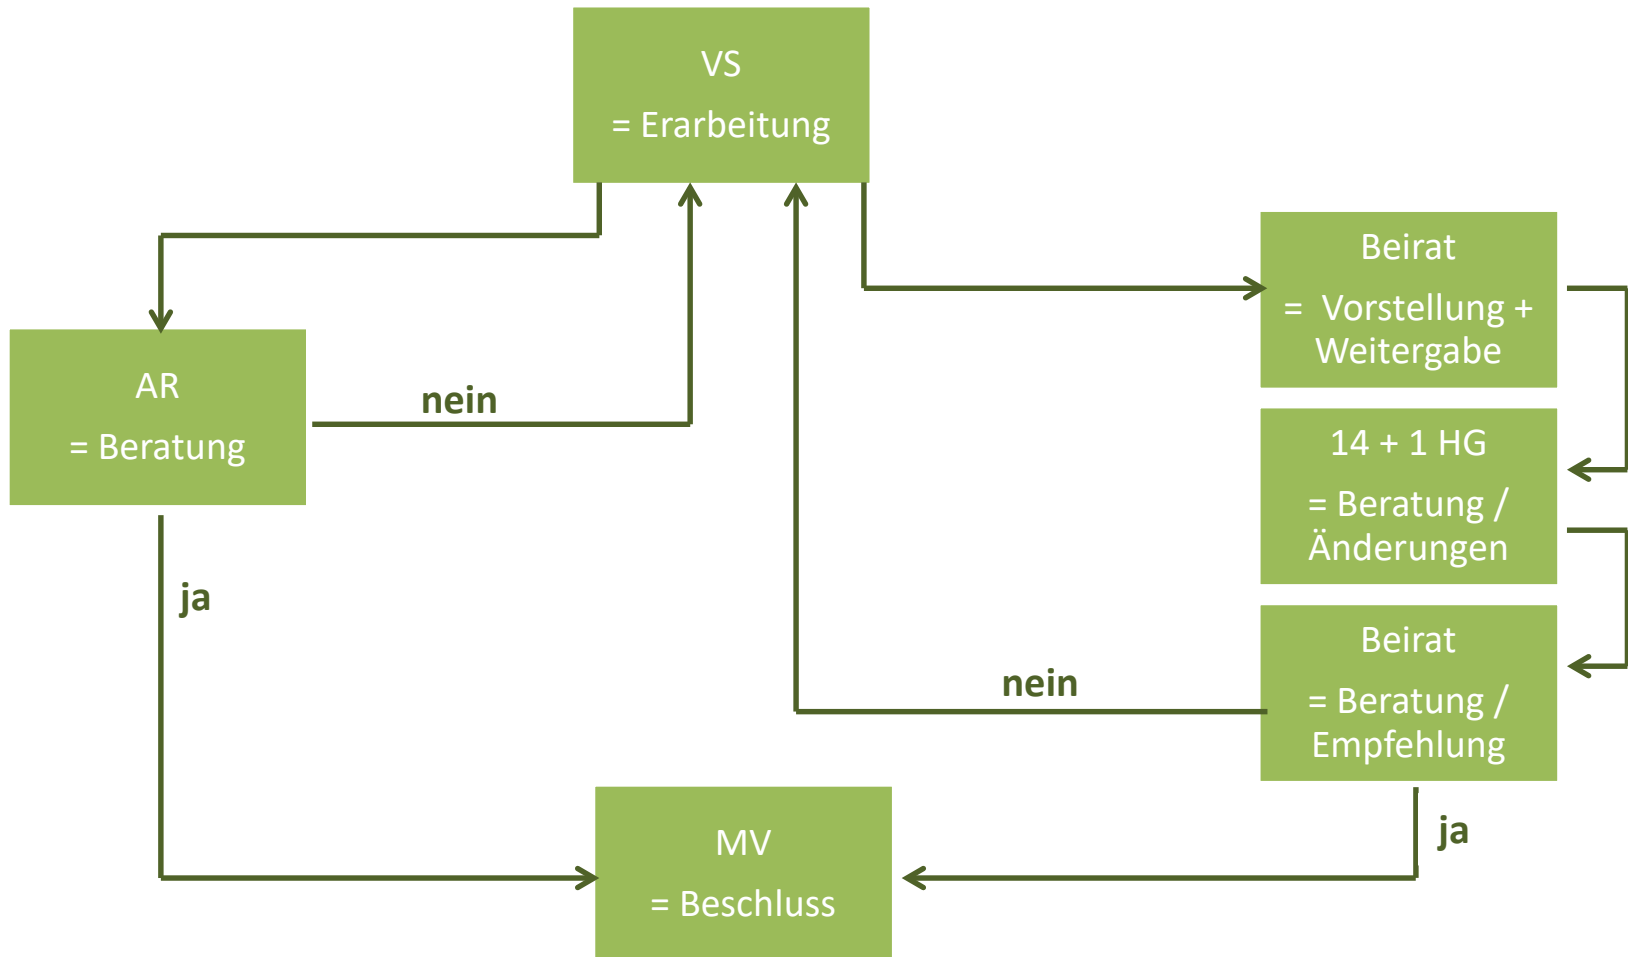 VS
= Erarbeitung
Beirat
= Vorstellung +
Weitergabe
AR
= Beratung
nein
14 + 1 HG
= Beratung /
Änderungen
ja
Beirat
= Beratung /
Empfehlung
nein
MV
= Beschluss
ja